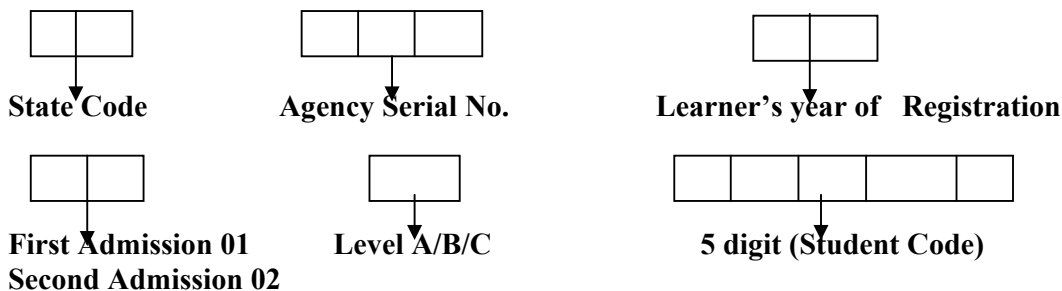 State Code Agency Serial No. Learner’s year of Registration
First Admission 01 Level A/B/C 5 digit (Student Code)
Second Admission 02